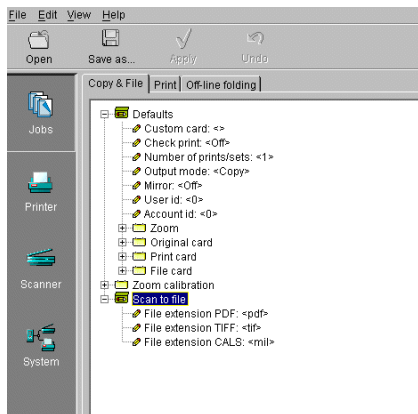 File Edit View Help
Open Save as... Apply Undo
Copy & File Print Off-line folding
Jobs
Printer
Scanner
System
Defaults
Custom card: <>
Check print: <Off>
Number of prints/sets: <1>
Output mode: <Copy>
Mirror: <Off>
User id: <0>
Account id: <0>
Zoom
Original card
Print card
File card
Zoom calibration
Scan to file
File extension PDF: <pdf>
File extension TIFF: <tif>
File extension CALS: <mil>